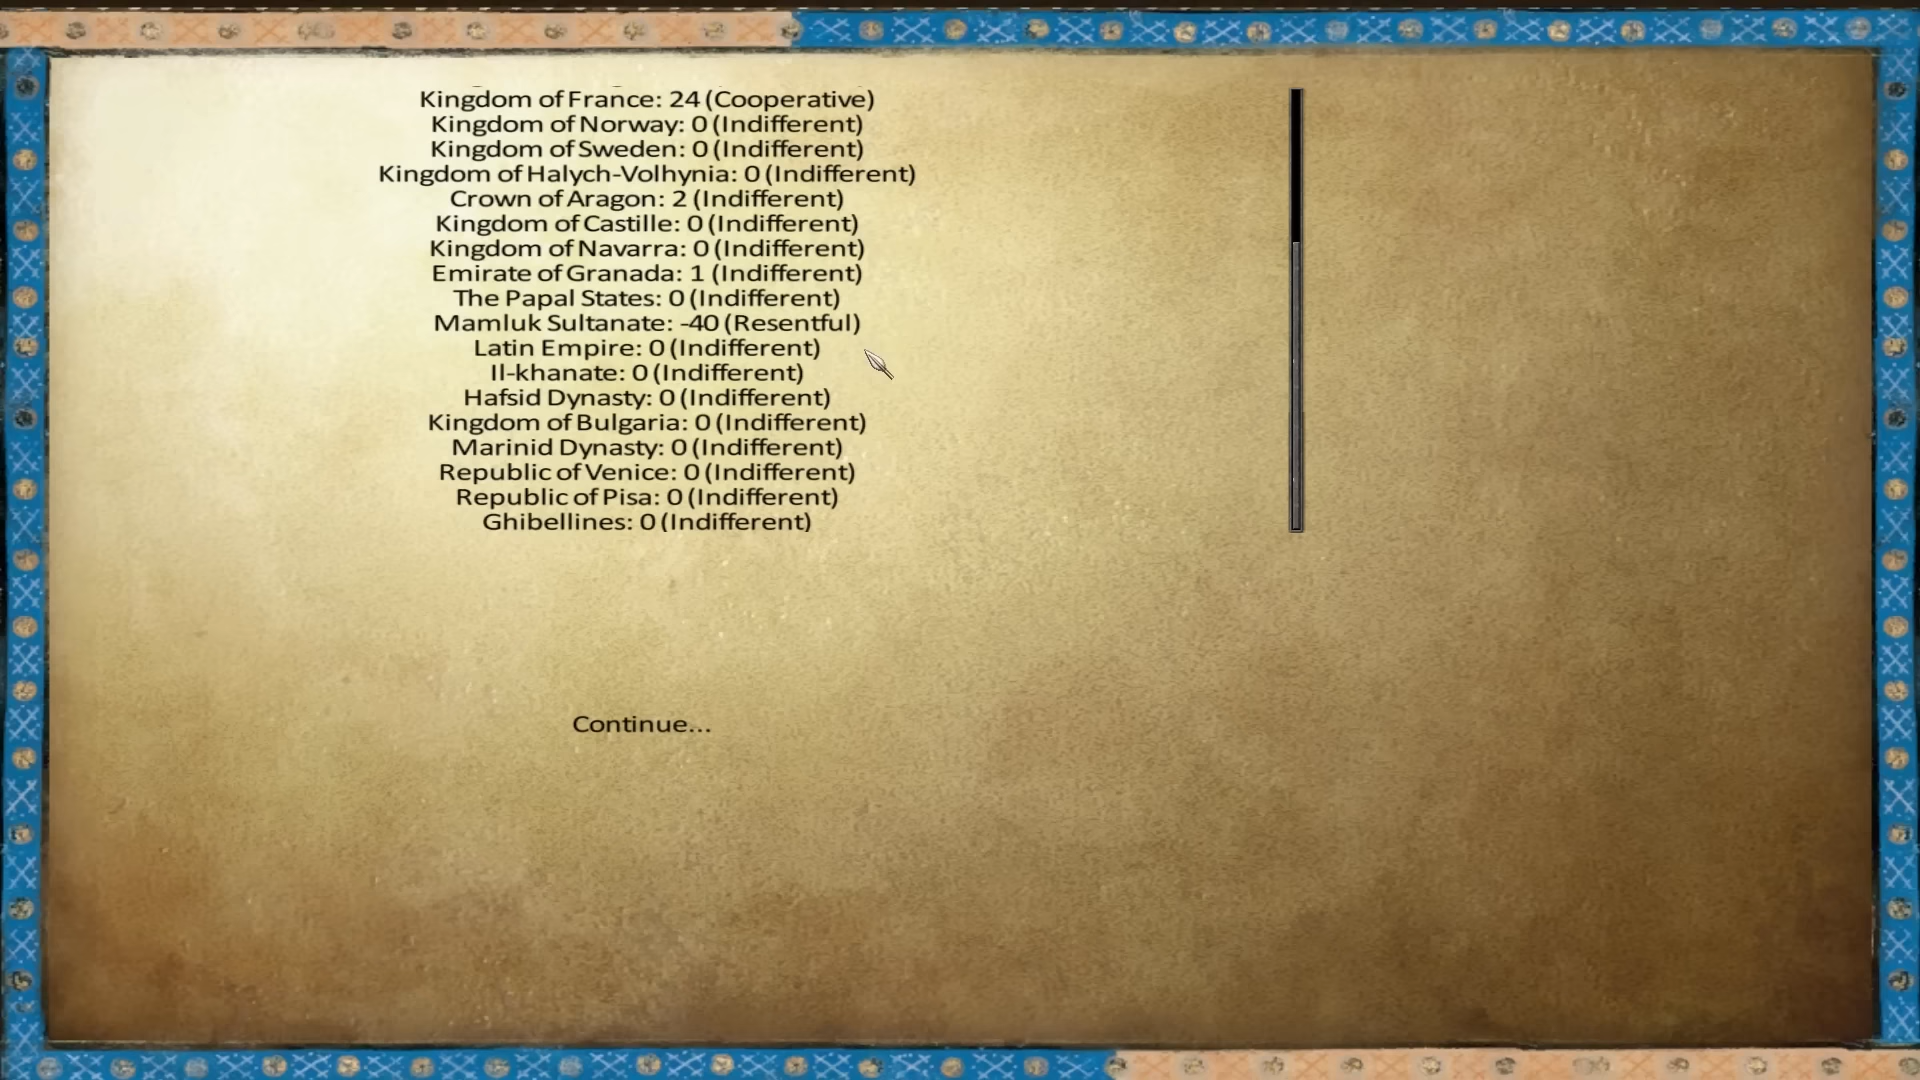 Kingdom of France: 24 (Cooperative)
Kingdom of Norway: 0 (Indifferent)
Kingdom of Sweden: 0 (Indifferent)
Kingdom of Halych-Volhynia: 0 (Indifferent)
Crown of Aragon: 2 (Indifferent)
Kingdom of Castille: 0 (Indifferent)
Kingdom of Navarra: 0 (Indifferent)
Emirate of Granada: 1 (Indifferent)
The Papal States: 0 (Indifferent)
Mamluk Sultanate: -40 (Resentful)
Latin Empire: 0 (Indifferent)
Il-khanate: 0 (Indifferent)
Hafsid Dynasty: 0 (Indifferent)
Kingdom of Bulgaria: 0 (Indifferent)
Marinid Dynasty: 0 (Indifferent)
Republic of Venice: 0 (Indifferent)
Republic of Pisa: 0 (Indifferent)
Ghibellines: 0 (Indifferent)
Continue...